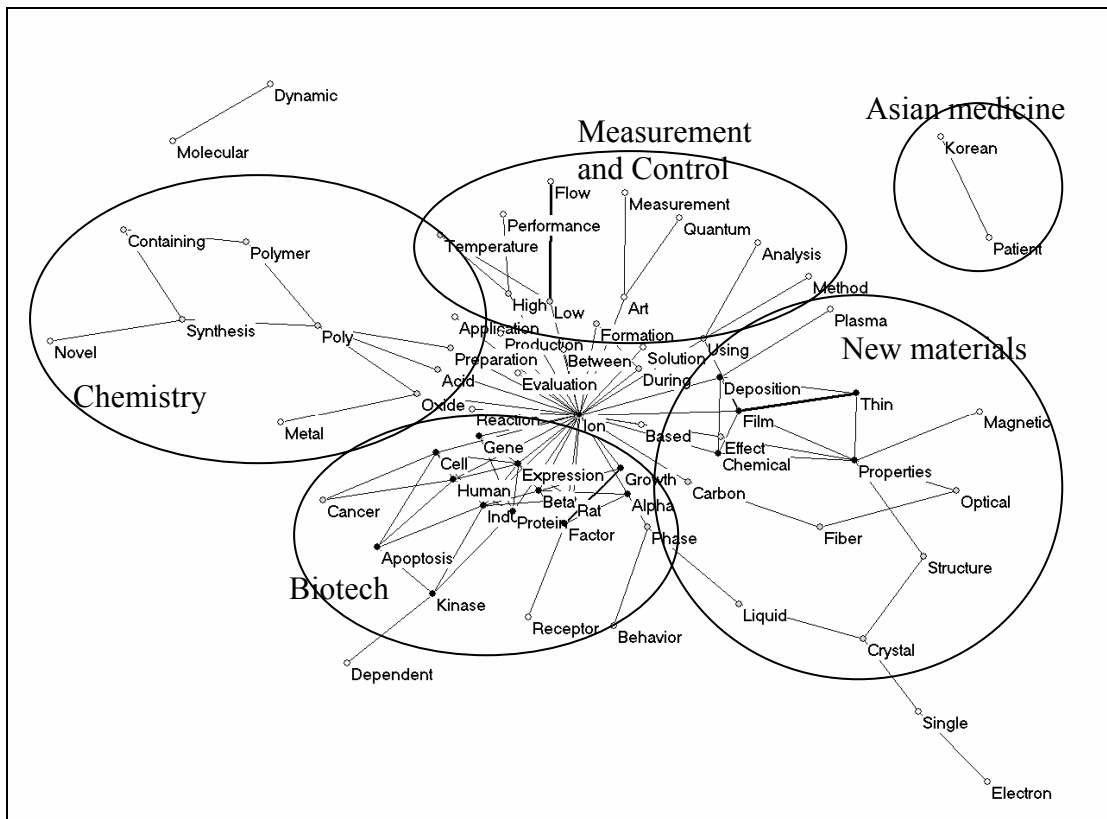 Dynamic
Molecular
Asian medicine
Korean
Patient
Measurement
and Control
Flow
Measurement
Performance
Quantum
Temperature
Analysis
Method
High
Low
Art
Containing
Polymer
Synthesis
Poly
Novel
Chemistry
Metal
Application
Production
Formation
Preparation
Between
Solution
Using
Acid
Evaluation
During
Oxide
Plasma
New materials
Deposition
Thin
Film
Magnetic
Reaction
Ion
Based
Effect
Gene
Chemical
Properties
Cell
Expression
Growth
Carbon
Optical
Human
Beta
Alpha
Cancer
Protein
Rat
Factor
Phase
Fiber
Apoptosis
Structure
Biotech
Kinase
Liquid
Receptor
Behavior
Crystal
Dependent
Single
Electron